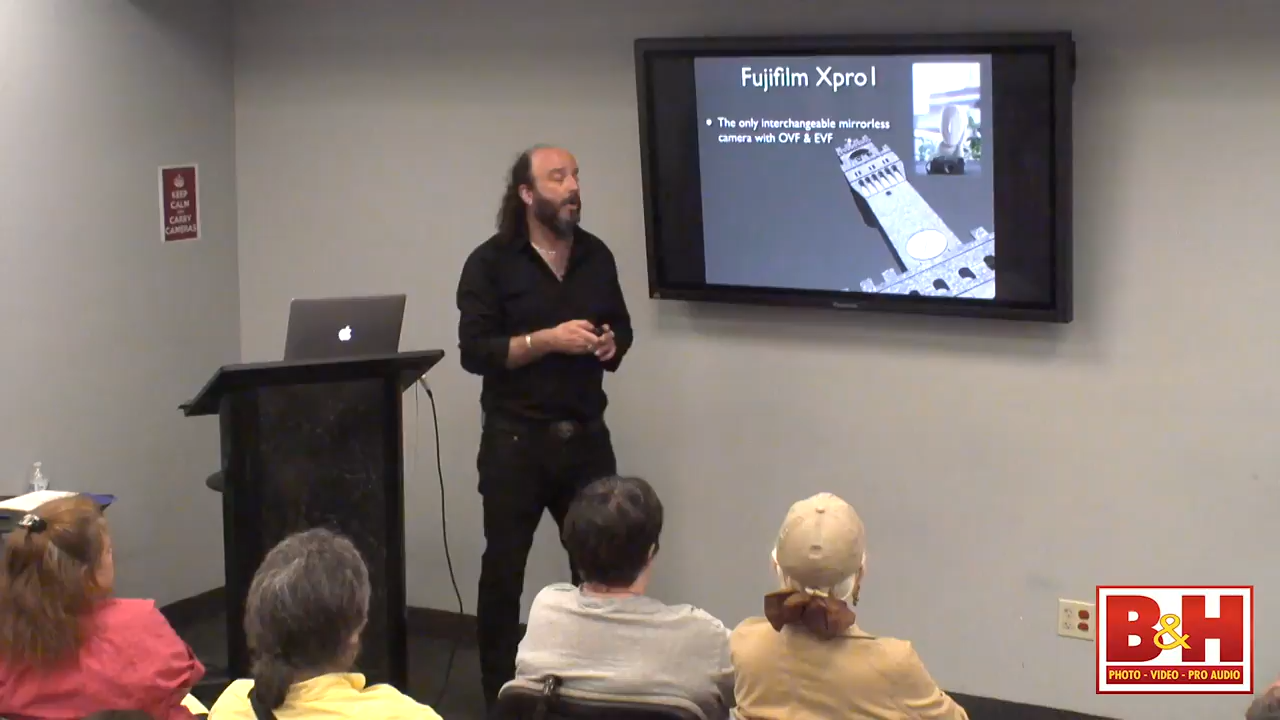 Fujifilm Xpro1
• The only interchangeable mirrorless
camera with OVF & EVF
KEEP
CALM
AND
CARRY
CAMERAS
Panasonic
B&H
PHOTO - VIDEO - PRO AUDIO